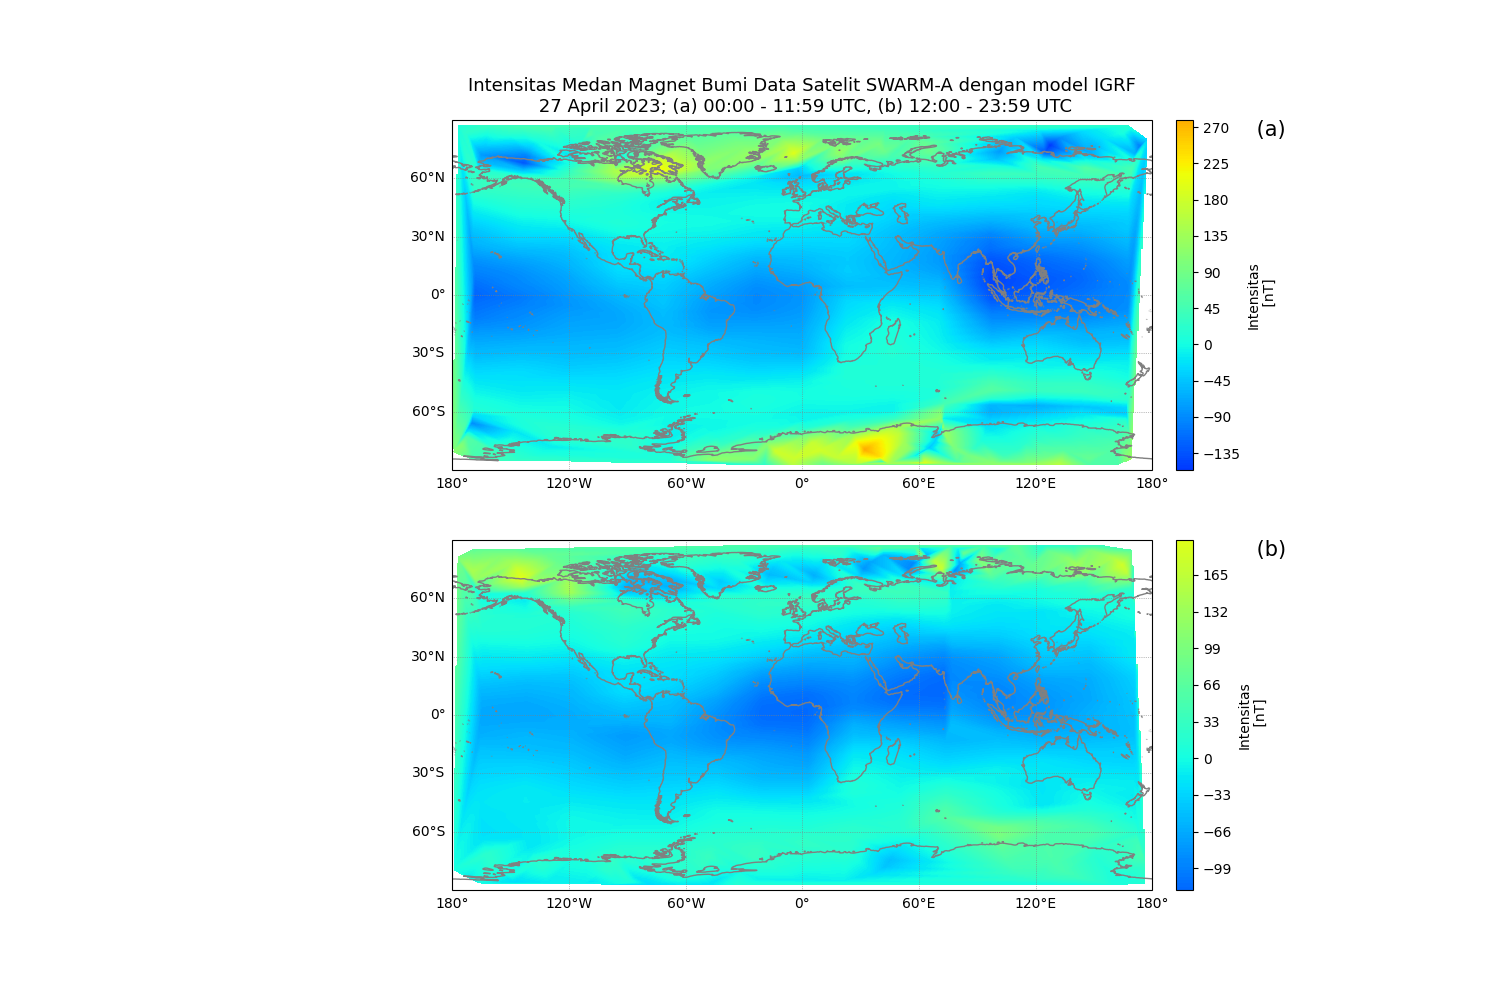 Intensitas Medan Magnet Bumi Data Satelit SWARM-A dengan model IGRF
27 April 2023; (a) 00:00 - 11:59 UTC, (b) 12:00 - 23:59 UTC
(a)
60°N
30°N
0°
30°S
60°S
180° 120°W 60°W 0° 60°E 120°E 180°
270
225
180
135
90
45
0
−45
−90
−135
Intensitas
[nT]
(b)
60°N
30°N
0°
30°S
60°S
180° 120°W 60°W 0° 60°E 120°E 180°
165
132
99
66
33
0
−33
−66
−99
Intensitas
[nT]